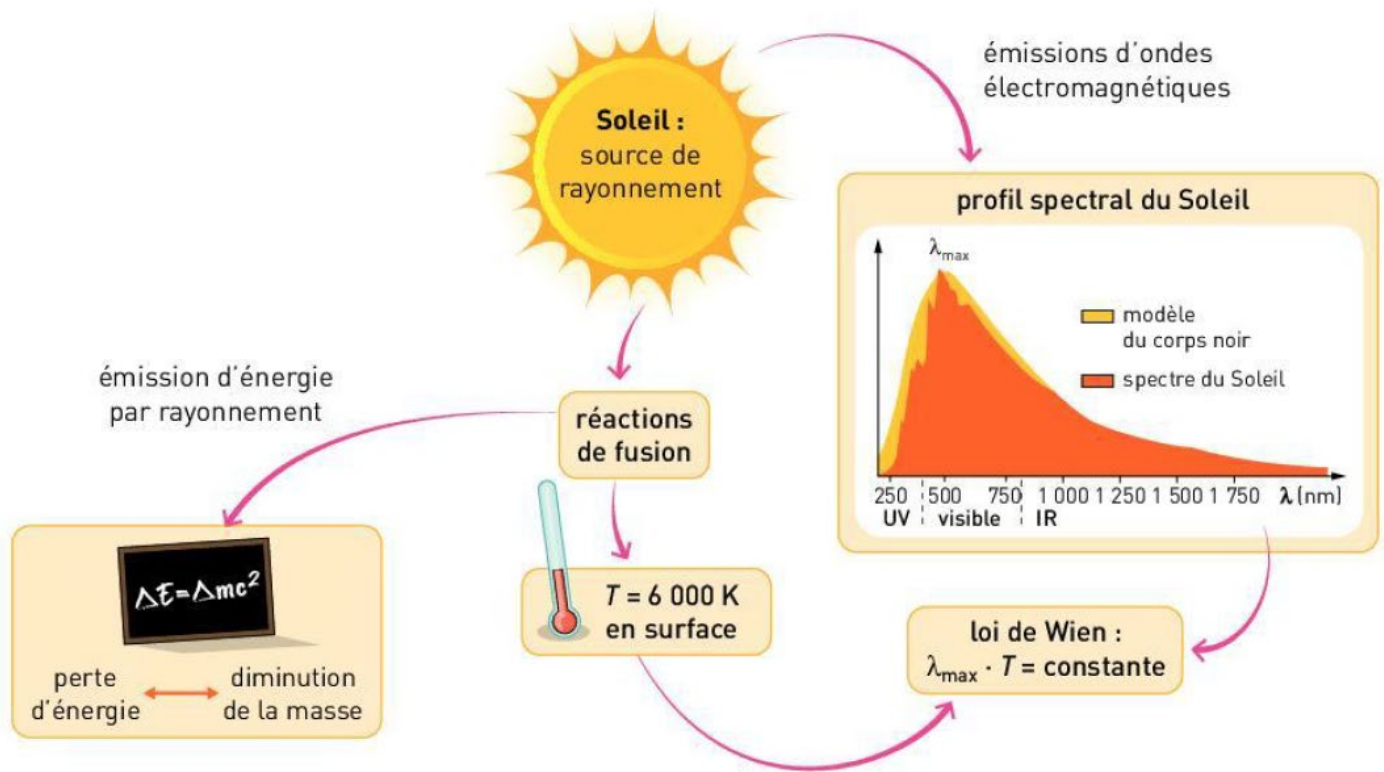 émissions d'ondes
électromagnétiques
Soleil :
source de
rayonnement
profil spectral du Soleil
λmax
modèle
du corps noir
spectre du Soleil
250 500 750 1 000 1 250 1 500 1 750 λ (nm)
UV visible IR
émission d'énergie
par rayonnement
réactions
de fusion
ΔE=Δmc²
perte
d'énergie
diminution
de la masse
T = 6 000 K
en surface
loi de Wien :
λmax · T = constante